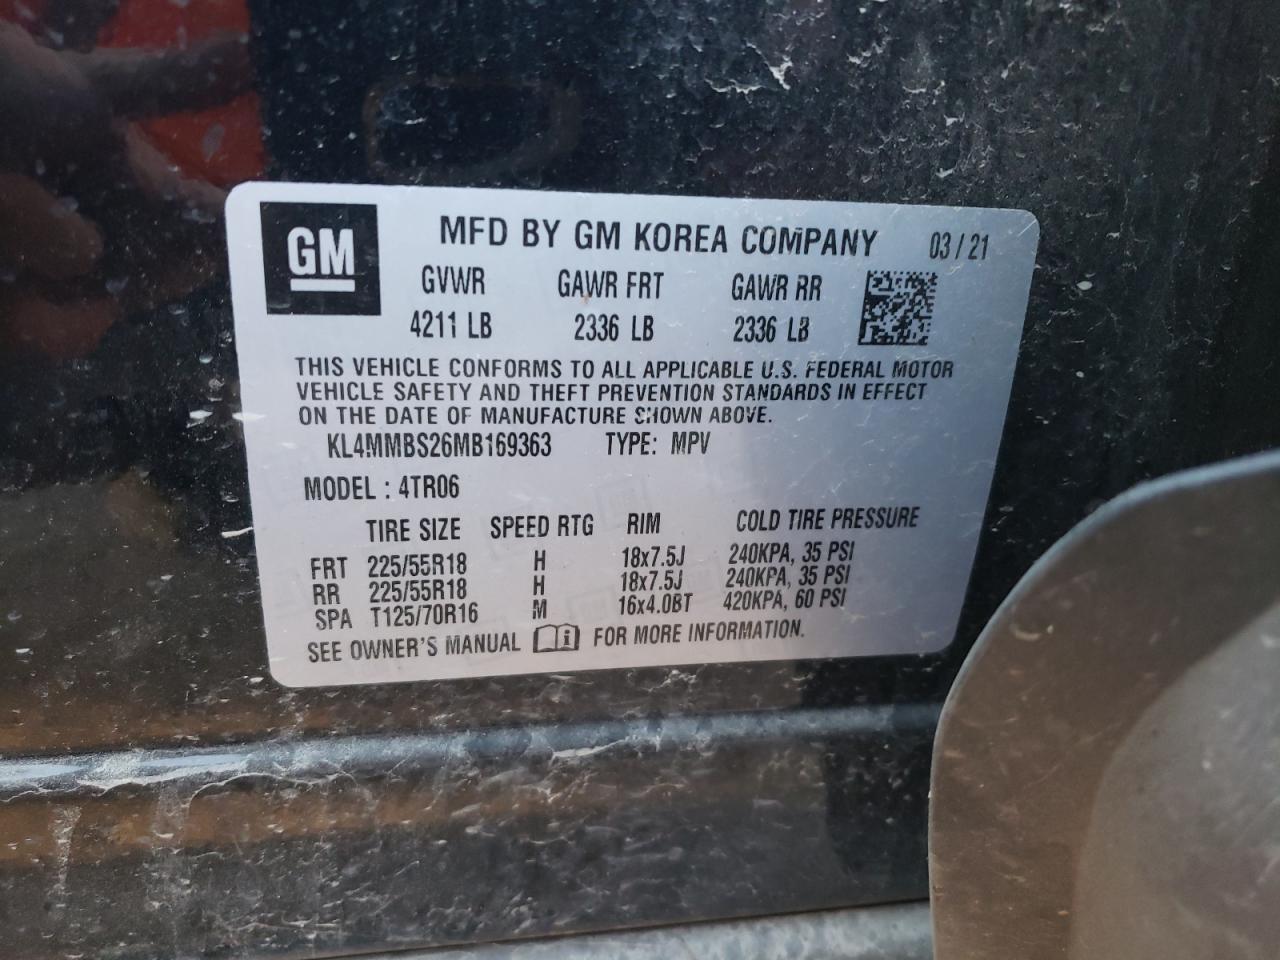 GM
MFD BY GM KOREA COMPANY 03/21
GVWR GAWR FRT GAWR RR
4211 LB 2336 LB 2336 LB
THIS VEHICLE CONFORMS TO ALL APPLICABLE U.S. FEDERAL MOTOR
VEHICLE SAFETY AND THEFT PREVENTION STANDARDS IN EFFECT
ON THE DATE OF MANUFACTURE SHOWN ABOVE.
KL4MMBS26MB169363 TYPE: MPV
MODEL : 4TR06
TIRE SIZE SPEED RTG RIM COLD TIRE PRESSURE
FRT 225/55R18 H 18x7.5J 240KPA, 35 PSI
RR 225/55R18 H 18x7.5J 240KPA, 35 PSI
SPA T125/70R16 M 16x4.0BT 420KPA, 60 PSI
SEE OWNER'S MANUAL i FOR MORE INFORMATION.